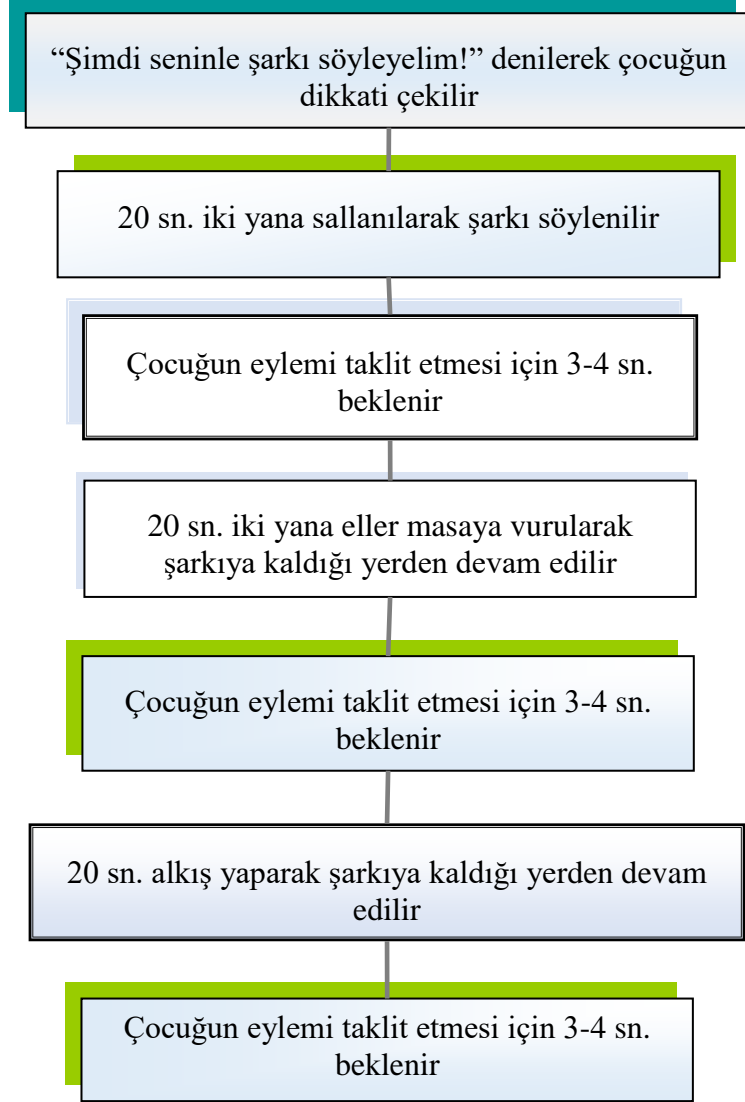 “Şimdi seninle şarkı söyleyelim!” denilerek çocuğun
dikkati çekilir
20 sn. iki yana sallanılarak şarkı söylenilir
Çocuğun eylemi taklit etmesi için 3-4 sn.
beklenir
20 sn. iki yana eller masaya vurularak
şarkıya kaldığı yerden devam edilir
Çocuğun eylemi taklit etmesi için 3-4 sn.
beklenir
20 sn. alkış yaparak şarkıya kaldığı yerden devam
edilir
Çocuğun eylemi taklit etmesi için 3-4 sn.
beklenir